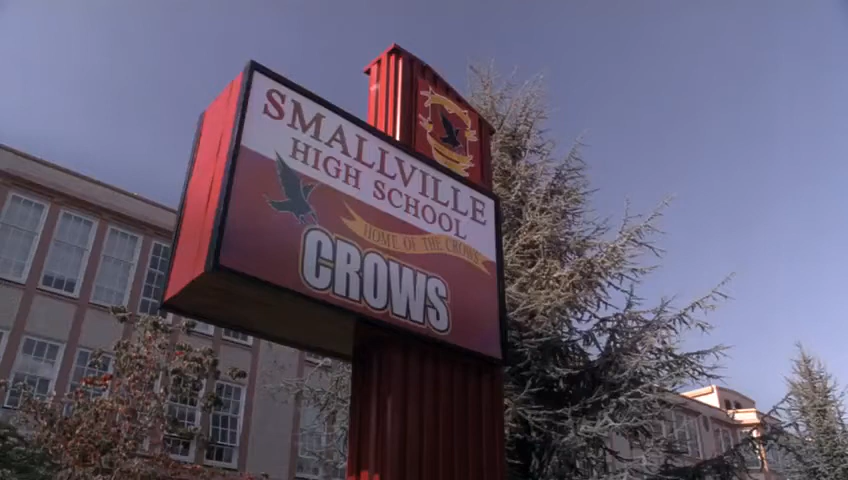 SMALLVILLE
HIGH SCHOOL
HOME OF THE CROWS
CROWS